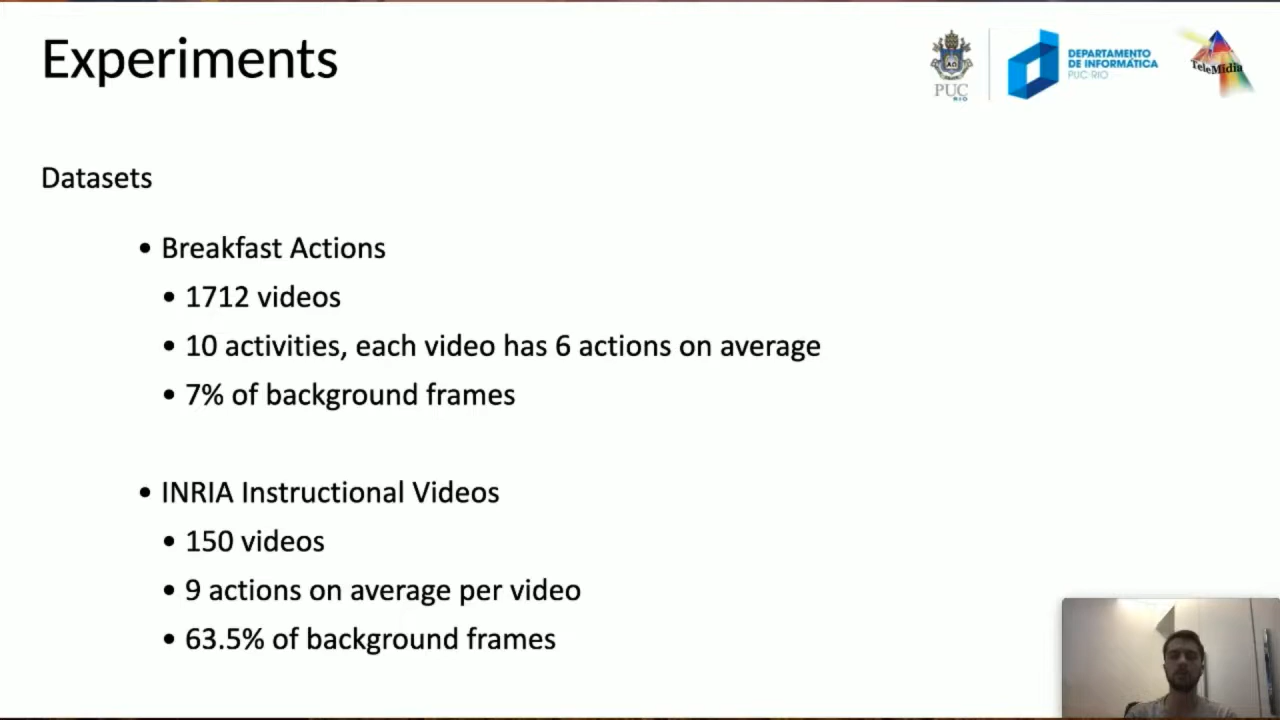 Experiments
PUC
RIO
DEPARTAMENTO
DE INFORMÁTICA
PUC-RIO
TeleMídia
Datasets
• Breakfast Actions
• 1712 videos
• 10 activities, each video has 6 actions on average
• 7% of background frames
• INRIA Instructional Videos
• 150 videos
• 9 actions on average per video
• 63.5% of background frames